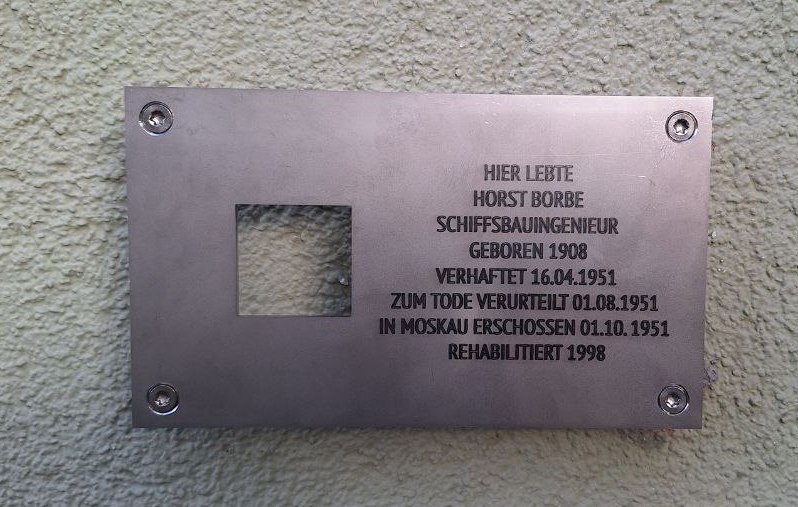 HIER LEBTE
HORST BORBE
SCHIFFSBAUINGENIEUR
GEBOREN 1908
VERHAFTET 16.04.1951
ZUM TODE VERURTEILT 01.08.1951
IN MOSKAU ERSCHOSSEN 01.10. 1951
REHABILITIERT 1998